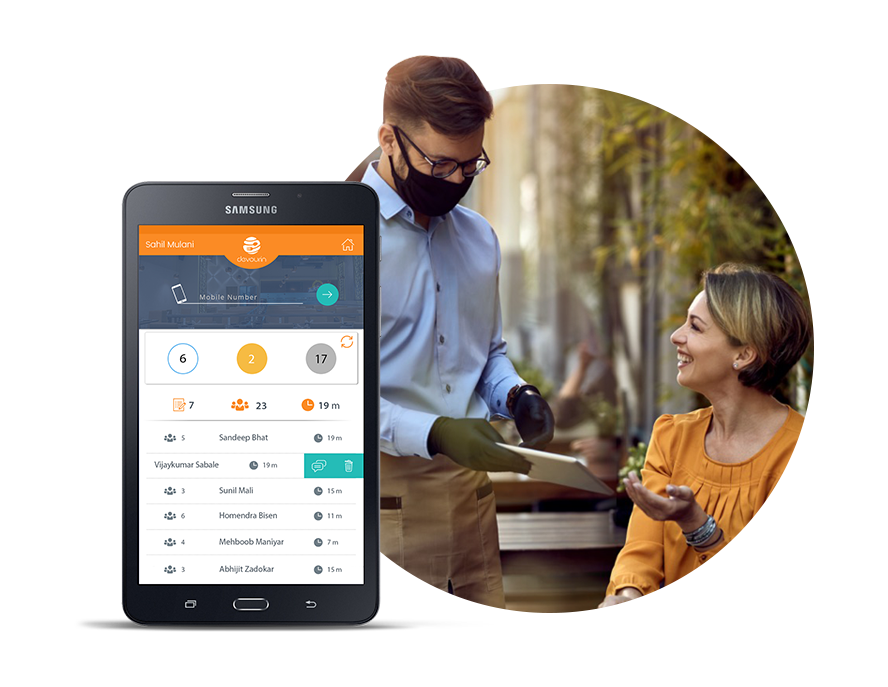 SAMSUNG
Sahil Mulani
devourin
Mobile Number
6 2 17
7 23 19 m
5 Sandeep Bhat 19 m
Vijaykumar Sabale 19 m
3 Sunil Mali 15 m
6 Homendra Bisen 11 m
4 Mehboob Maniyar 7 m
3 Abhijit Zadokar 15 m